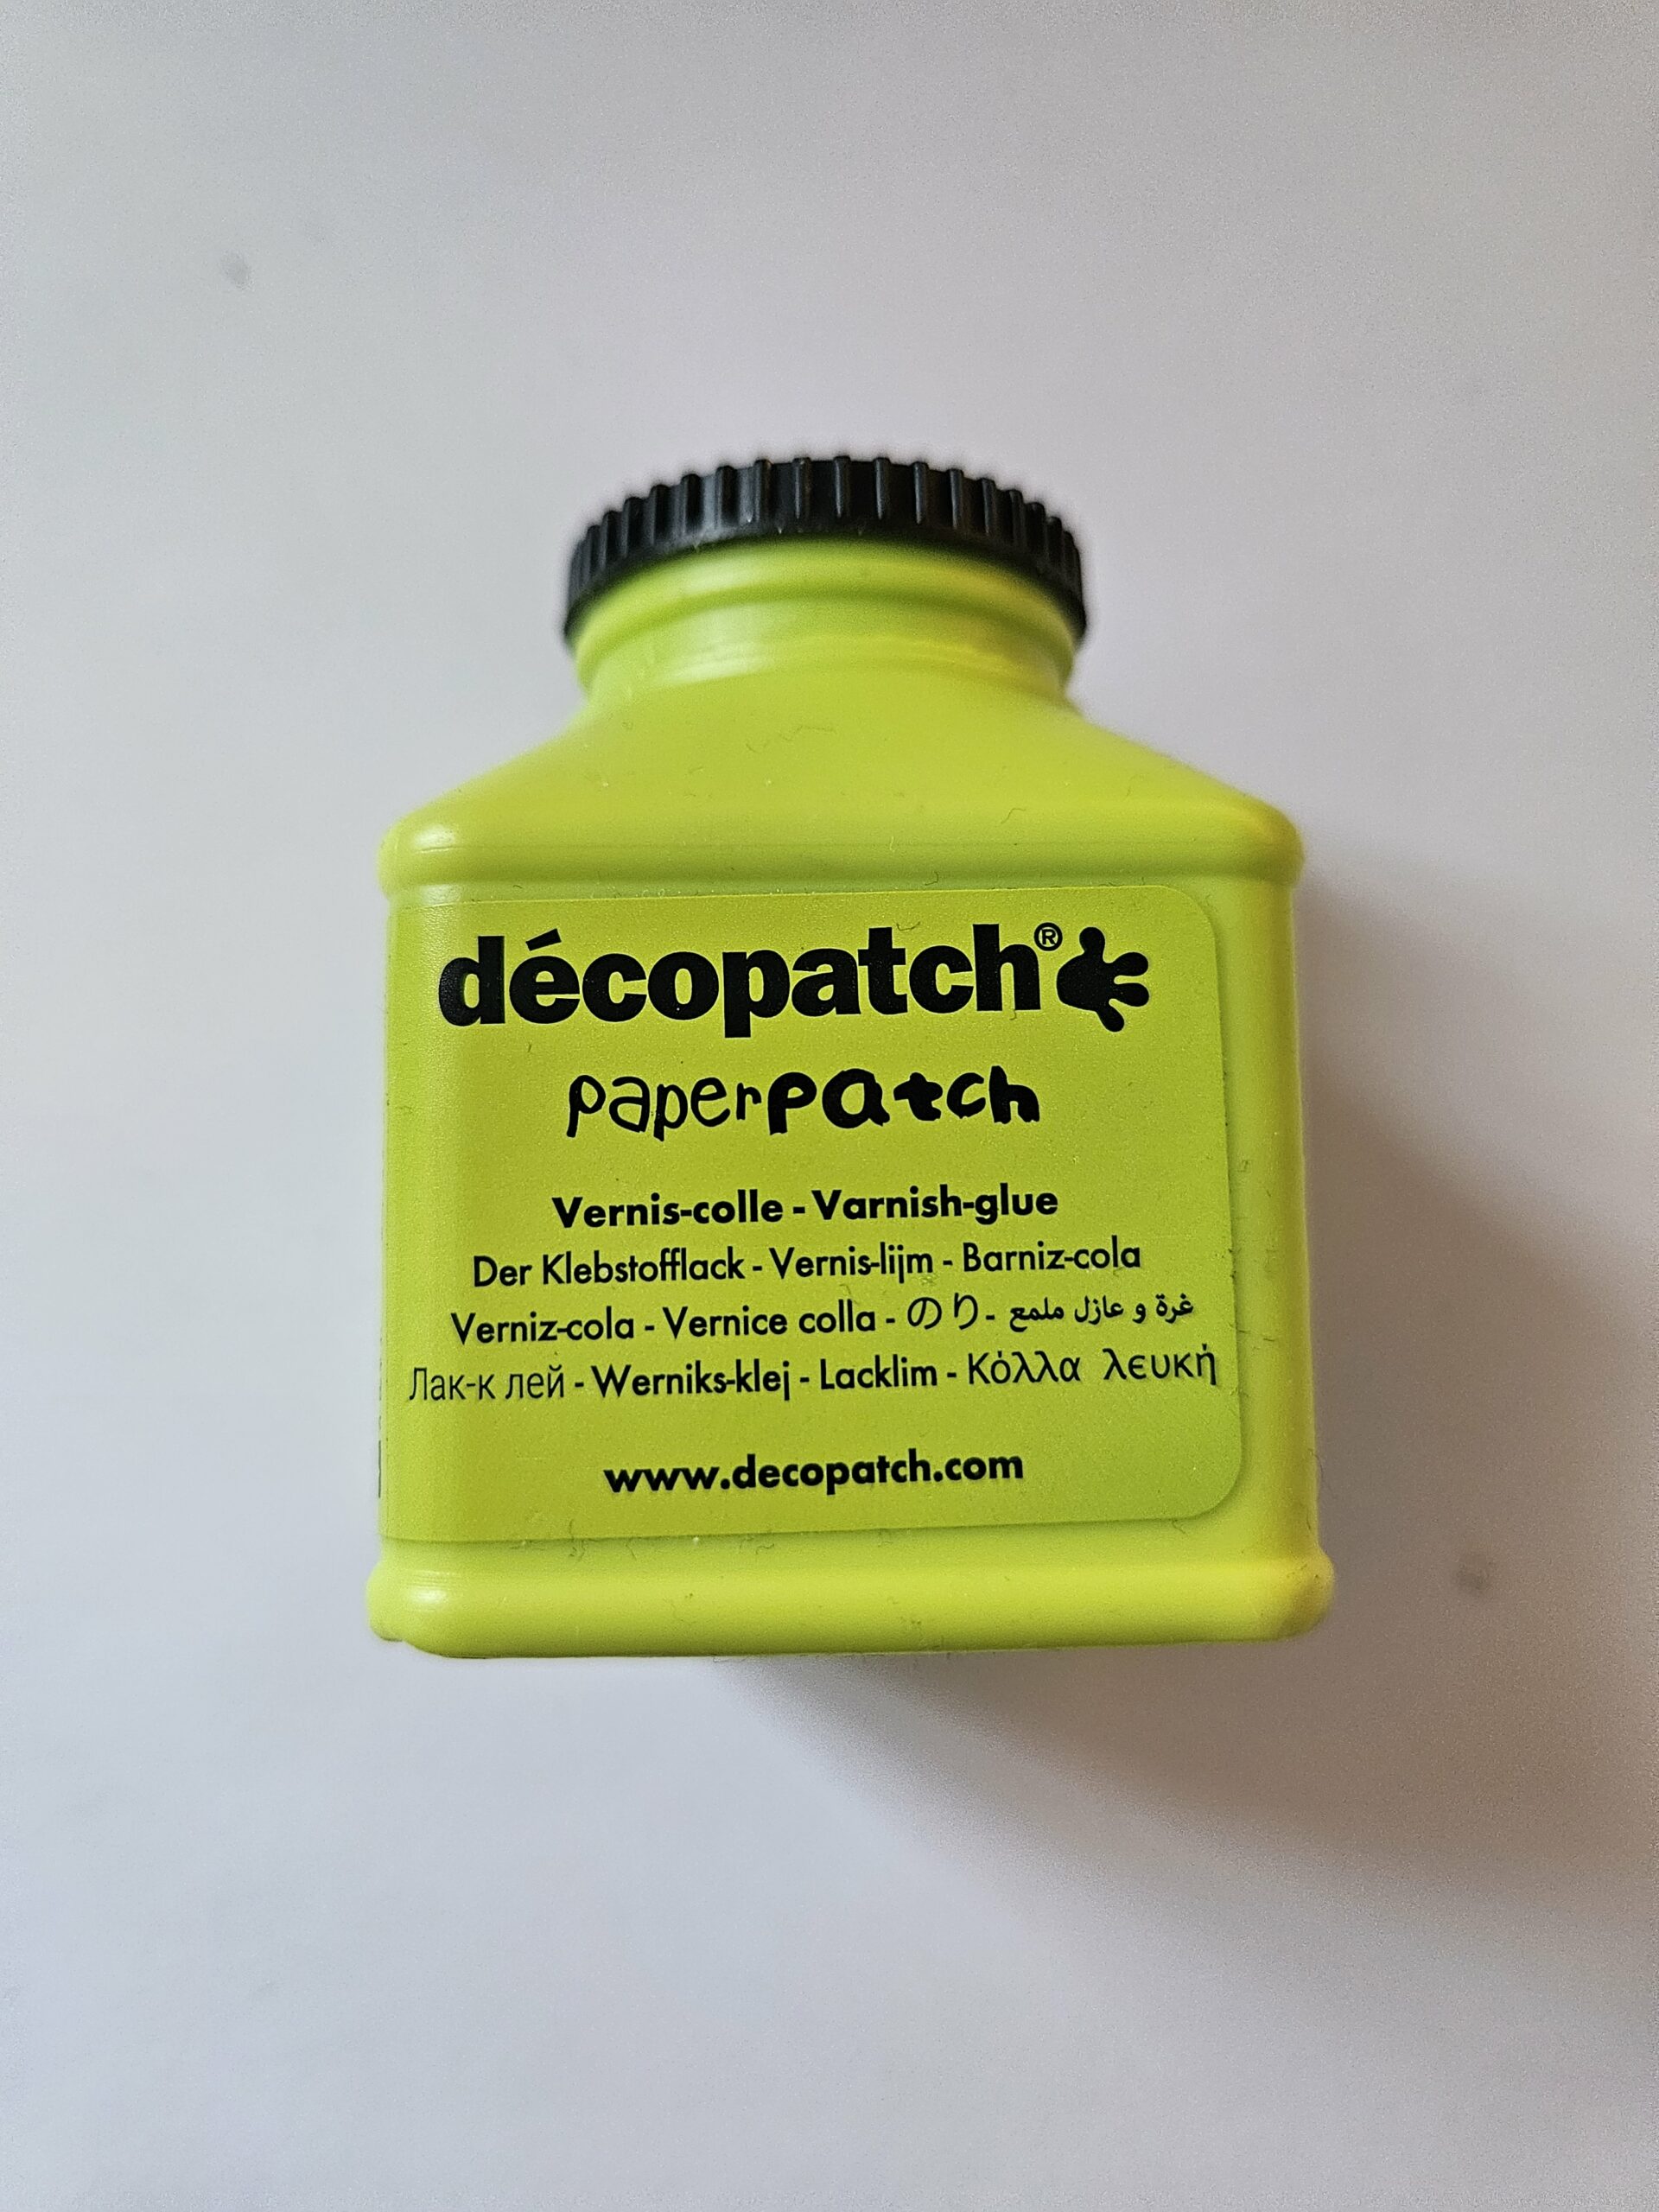 décopatch®
paperpatch
Vernis-colle - Varnish-glue
Der Klebstofflack - Vernis-lijm - Barniz-cola
Verniz-cola - Vernice colla - のり - غرة و عازل ملمع
Лак-к лей - Werniks-klej - Lacklim - Κόλλα λευκή
www.decopatch.com